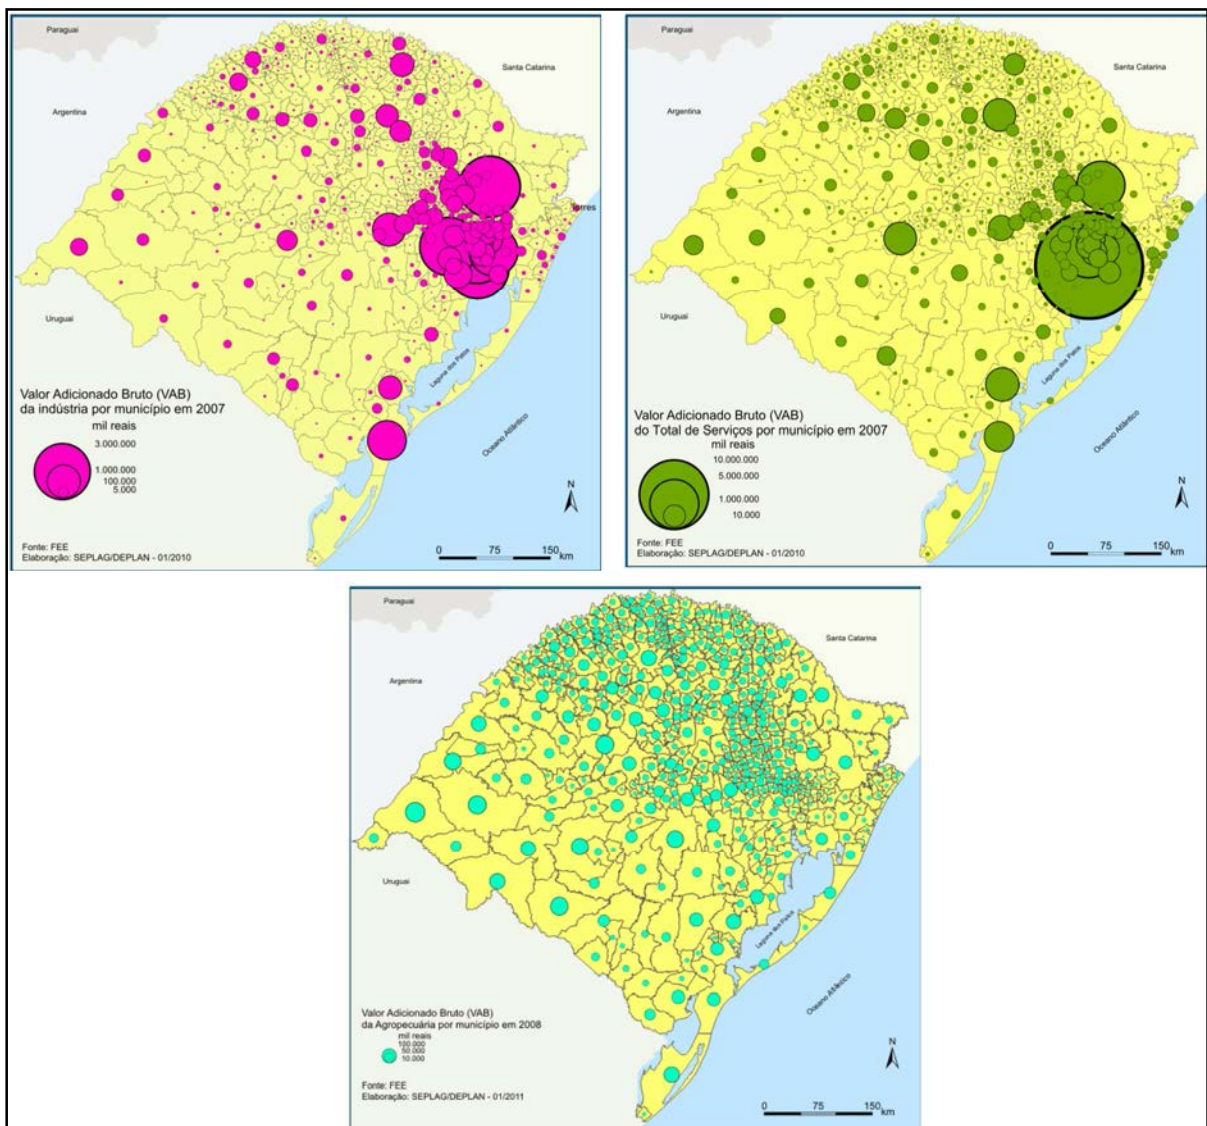 Paraguai
Santa Catarina
Argentina
Torres
Uruguai
Laguna dos Patos
Oceano Atlântico
Valor Adicionado Bruto (VAB)
da indústria por município em 2007
mil reais
3.000.000
1.000.000
100.000
5.000
N
Fonte: FEE
Elaboração: SEPLAG/DEPLAN - 01/2010
0 75 150 km
Paraguai
Santa Catarina
Argentina
Uruguai
Laguna dos Patos
Oceano Atlântico
Valor Adicionado Bruto (VAB)
do Total de Serviços por município em 2007
mil reais
10.000.000
5.000.000
1.000.000
10.000
N
Fonte: FEE
Elaboração: SEPLAG/DEPLAN - 01/2010
0 75 150 km
Paraguai
Santa Catarina
Argentina
Uruguai
Laguna dos Patos
Oceano Atlântico
Valor Adicionado Bruto (VAB)
da Agropecuária por município em 2008
mil reais
100.000
50.000
10.000
N
Fonte: FEE
Elaboração: SEPLAG/DEPLAN - 01/2011
0 75 150 km